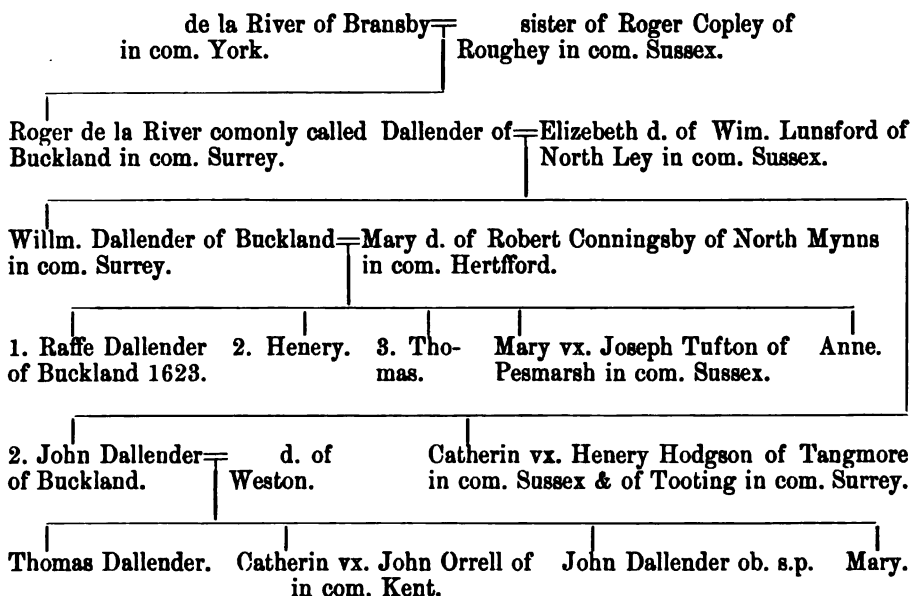 de la River of Bransby = sister of Roger Copley of
in com. York. Roughey in com. Sussex.
Roger de la River comonly called Dallender of = Elizebeth d. of Wim. Lunsford of
Buckland in com. Surrey. North Ley in com. Sussex.
Willm. Dallender of Buckland = Mary d. of Robert Conningsby of North Mynns
in com. Surrey. in com. Hertfford.
1. Raffe Dallender 2. Henery. 3. Tho- Mary vx. Joseph Tufton of Anne.
of Buckland 1623. mas. Pesmarsh in com. Sussex.
2. John Dallender = d. of Catherin vx. Henery Hodgson of Tangmore
of Buckland. Weston. in com. Sussex & of Tooting in com. Surrey.
Thomas Dallender. Catherin vx. John Orrell of John Dallender ob. s.p. Mary.
in com. Kent.